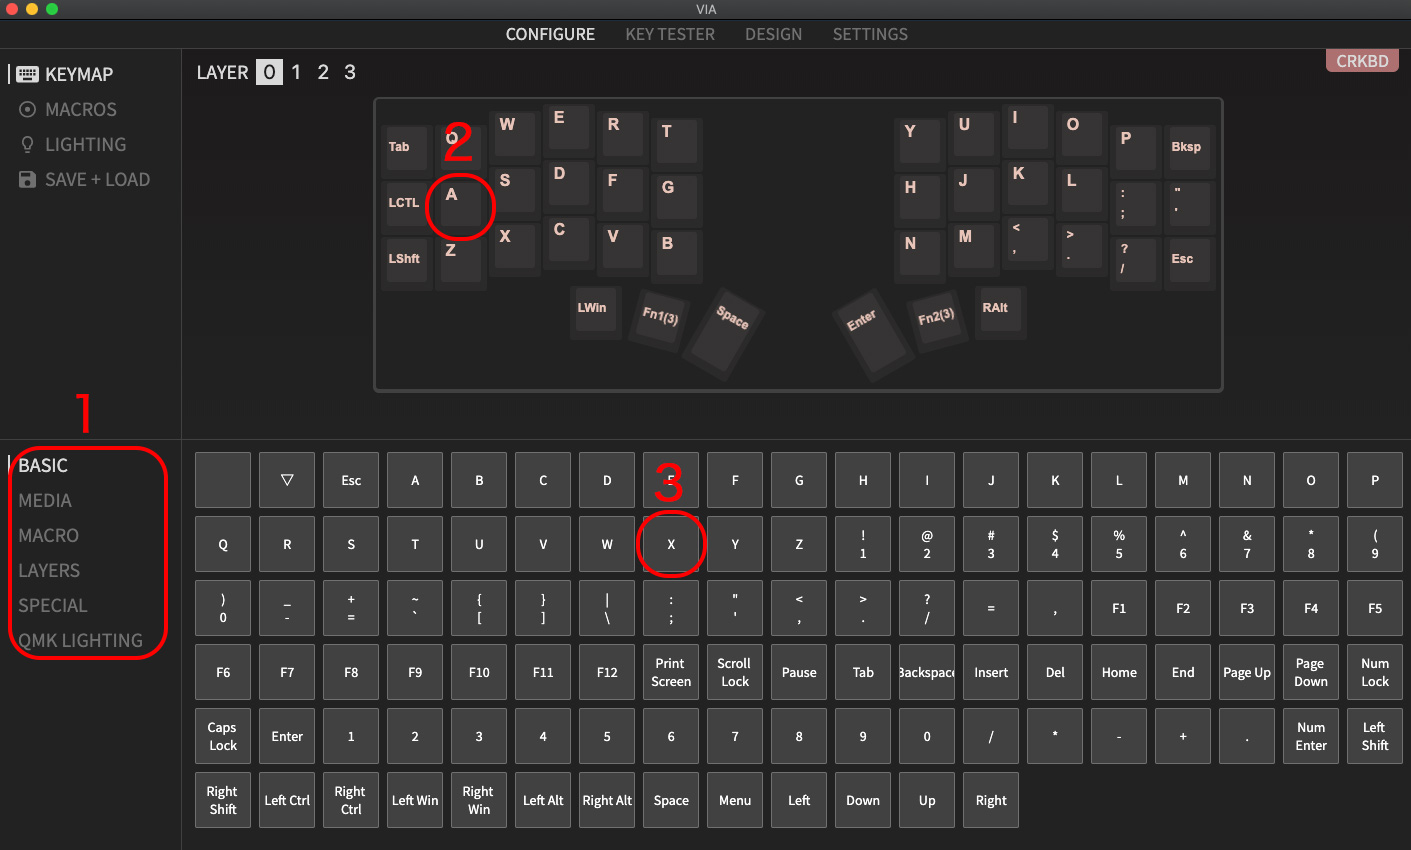 VIA
CONFIGURE KEY TESTER DESIGN SETTINGS
KEYMAP
MACROS
LIGHTING
SAVE + LOAD
LAYER 0 1 2 3
CRKBD
Tab Q W E R T Y U I O P Bksp
2
LCTL A S D F G H J K L : ; " '
LShft Z X C V B N M < , > . ? / Esc
LWin Fn1(3) Space Enter Fn2(3) RAlt
1
BASIC
MEDIA
MACRO
LAYERS
SPECIAL
QMK LIGHTING
▽ Esc A B C D E F G H I J K L M N O P
3
Q R S T U V W X Y Z ! 1 @ 2 # 3 $ 4 % 5 ^ 6 & 7 * 8 ( 9
) 0 _ - + = ~ ` { [ } ] | \ : ; " ' < , > . ? / = , F1 F2 F3 F4 F5
F6 F7 F8 F9 F10 F11 F12 Print Screen Scroll Lock Pause Tab Backspace Insert Del Home End Page Up Page Down Num Lock
Caps Lock Enter 1 2 3 4 5 6 7 8 9 0 / * - + . Num Enter Left Shift
Right Shift Left Ctrl Right Ctrl Left Win Right Win Left Alt Right Alt Space Menu Left Down Up Right